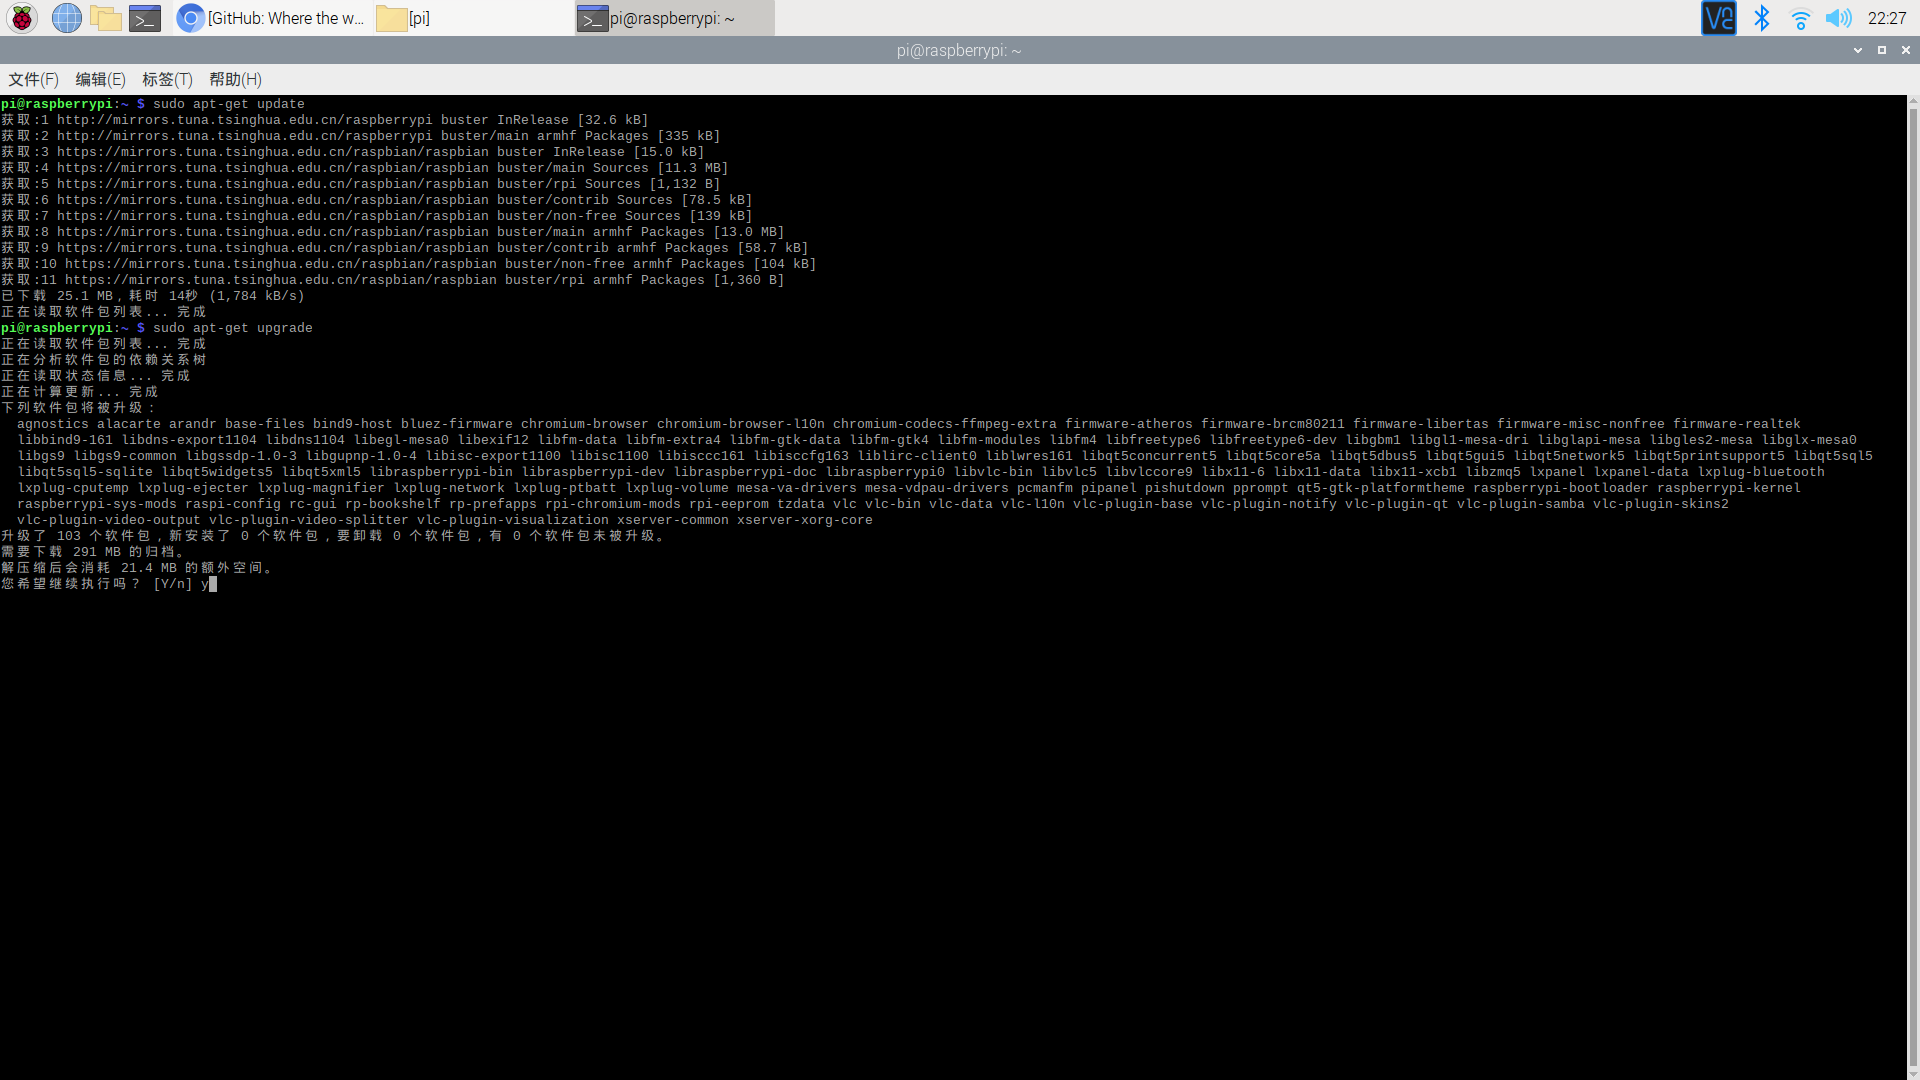 [GitHub: Where the w... [pi] pi@raspberrypi: ~ 22:27
pi@raspberrypi: ~
文件(F) 编辑(E) 标签(T) 帮助(H)
pi@raspberrypi:~ $ sudo apt-get update
获取:1 http://mirrors.tuna.tsinghua.edu.cn/raspberrypi buster InRelease [32.6 kB]
获取:2 http://mirrors.tuna.tsinghua.edu.cn/raspberrypi buster/main armhf Packages [335 kB]
获取:3 https://mirrors.tuna.tsinghua.edu.cn/raspbian/raspbian buster InRelease [15.0 kB]
获取:4 https://mirrors.tuna.tsinghua.edu.cn/raspbian/raspbian buster/main Sources [11.3 MB]
获取:5 https://mirrors.tuna.tsinghua.edu.cn/raspbian/raspbian buster/rpi Sources [1,132 B]
获取:6 https://mirrors.tuna.tsinghua.edu.cn/raspbian/raspbian buster/contrib Sources [78.5 kB]
获取:7 https://mirrors.tuna.tsinghua.edu.cn/raspbian/raspbian buster/non-free Sources [139 kB]
获取:8 https://mirrors.tuna.tsinghua.edu.cn/raspbian/raspbian buster/main armhf Packages [13.0 MB]
获取:9 https://mirrors.tuna.tsinghua.edu.cn/raspbian/raspbian buster/contrib armhf Packages [58.7 kB]
获取:10 https://mirrors.tuna.tsinghua.edu.cn/raspbian/raspbian buster/non-free armhf Packages [104 kB]
获取:11 https://mirrors.tuna.tsinghua.edu.cn/raspbian/raspbian buster/rpi armhf Packages [1,360 B]
已下载 25.1 MB，耗时 14秒 (1,784 kB/s)
正在读取软件包列表... 完成
pi@raspberrypi:~ $ sudo apt-get upgrade
正在读取软件包列表... 完成
正在分析软件包的依赖关系树
正在读取状态信息... 完成
正在计算更新... 完成
下列软件包将被升级：
agnostics alacarte arandr base-files bind9-host bluez-firmware chromium-browser chromium-browser-l10n chromium-codecs-ffmpeg-extra firmware-atheros firmware-brcm80211 firmware-libertas firmware-misc-nonfree firmware-realtek
libbind9-161 libdns-export1104 libdns1104 libegl-mesa0 libexif12 libfm-data libfm-extra4 libfm-gtk-data libfm-gtk4 libfm-modules libfm4 libfreetype6 libfreetype6-dev libgbm1 libgl1-mesa-dri libglapi-mesa libgles2-mesa libglx-mesa0
libgs9 libgs9-common libgssdp-1.0-3 libgupnp-1.0-4 libisc-export1100 libisc1100 libisccc161 libisccfg163 liblirc-client0 liblwres161 libqt5concurrent5 libqt5core5a libqt5dbus5 libqt5gui5 libqt5network5 libqt5printsupport5 libqt5sql5
libqt5sql5-sqlite libqt5widgets5 libqt5xml5 libraspberrypi-bin libraspberrypi-dev libraspberrypi-doc libraspberrypi0 libvlc-bin libvlc5 libvlccore9 libx11-6 libx11-data libx11-xcb1 libzmq5 lxpanel lxpanel-data lxplug-bluetooth
lxplug-cputemp lxplug-ejecter lxplug-magnifier lxplug-network lxplug-ptbatt lxplug-volume mesa-va-drivers mesa-vdpau-drivers pcmanfm pipanel pishutdown pprompt qt5-gtk-platformtheme raspberrypi-bootloader raspberrypi-kernel
raspberrypi-sys-mods raspi-config rc-gui rp-bookshelf rp-prefapps rpi-chromium-mods rpi-eeprom tzdata vlc vlc-bin vlc-data vlc-l10n vlc-plugin-base vlc-plugin-notify vlc-plugin-qt vlc-plugin-samba vlc-plugin-skins2
vlc-plugin-video-output vlc-plugin-video-splitter vlc-plugin-visualization xserver-common xserver-xorg-core
升级了 103 个软件包，新安装了 0 个软件包，要卸载 0 个软件包，有 0 个软件包未被升级。
需要下载 291 MB 的归档。
解压缩后会消耗 21.4 MB 的额外空间。
您希望继续执行吗？ [Y/n] y